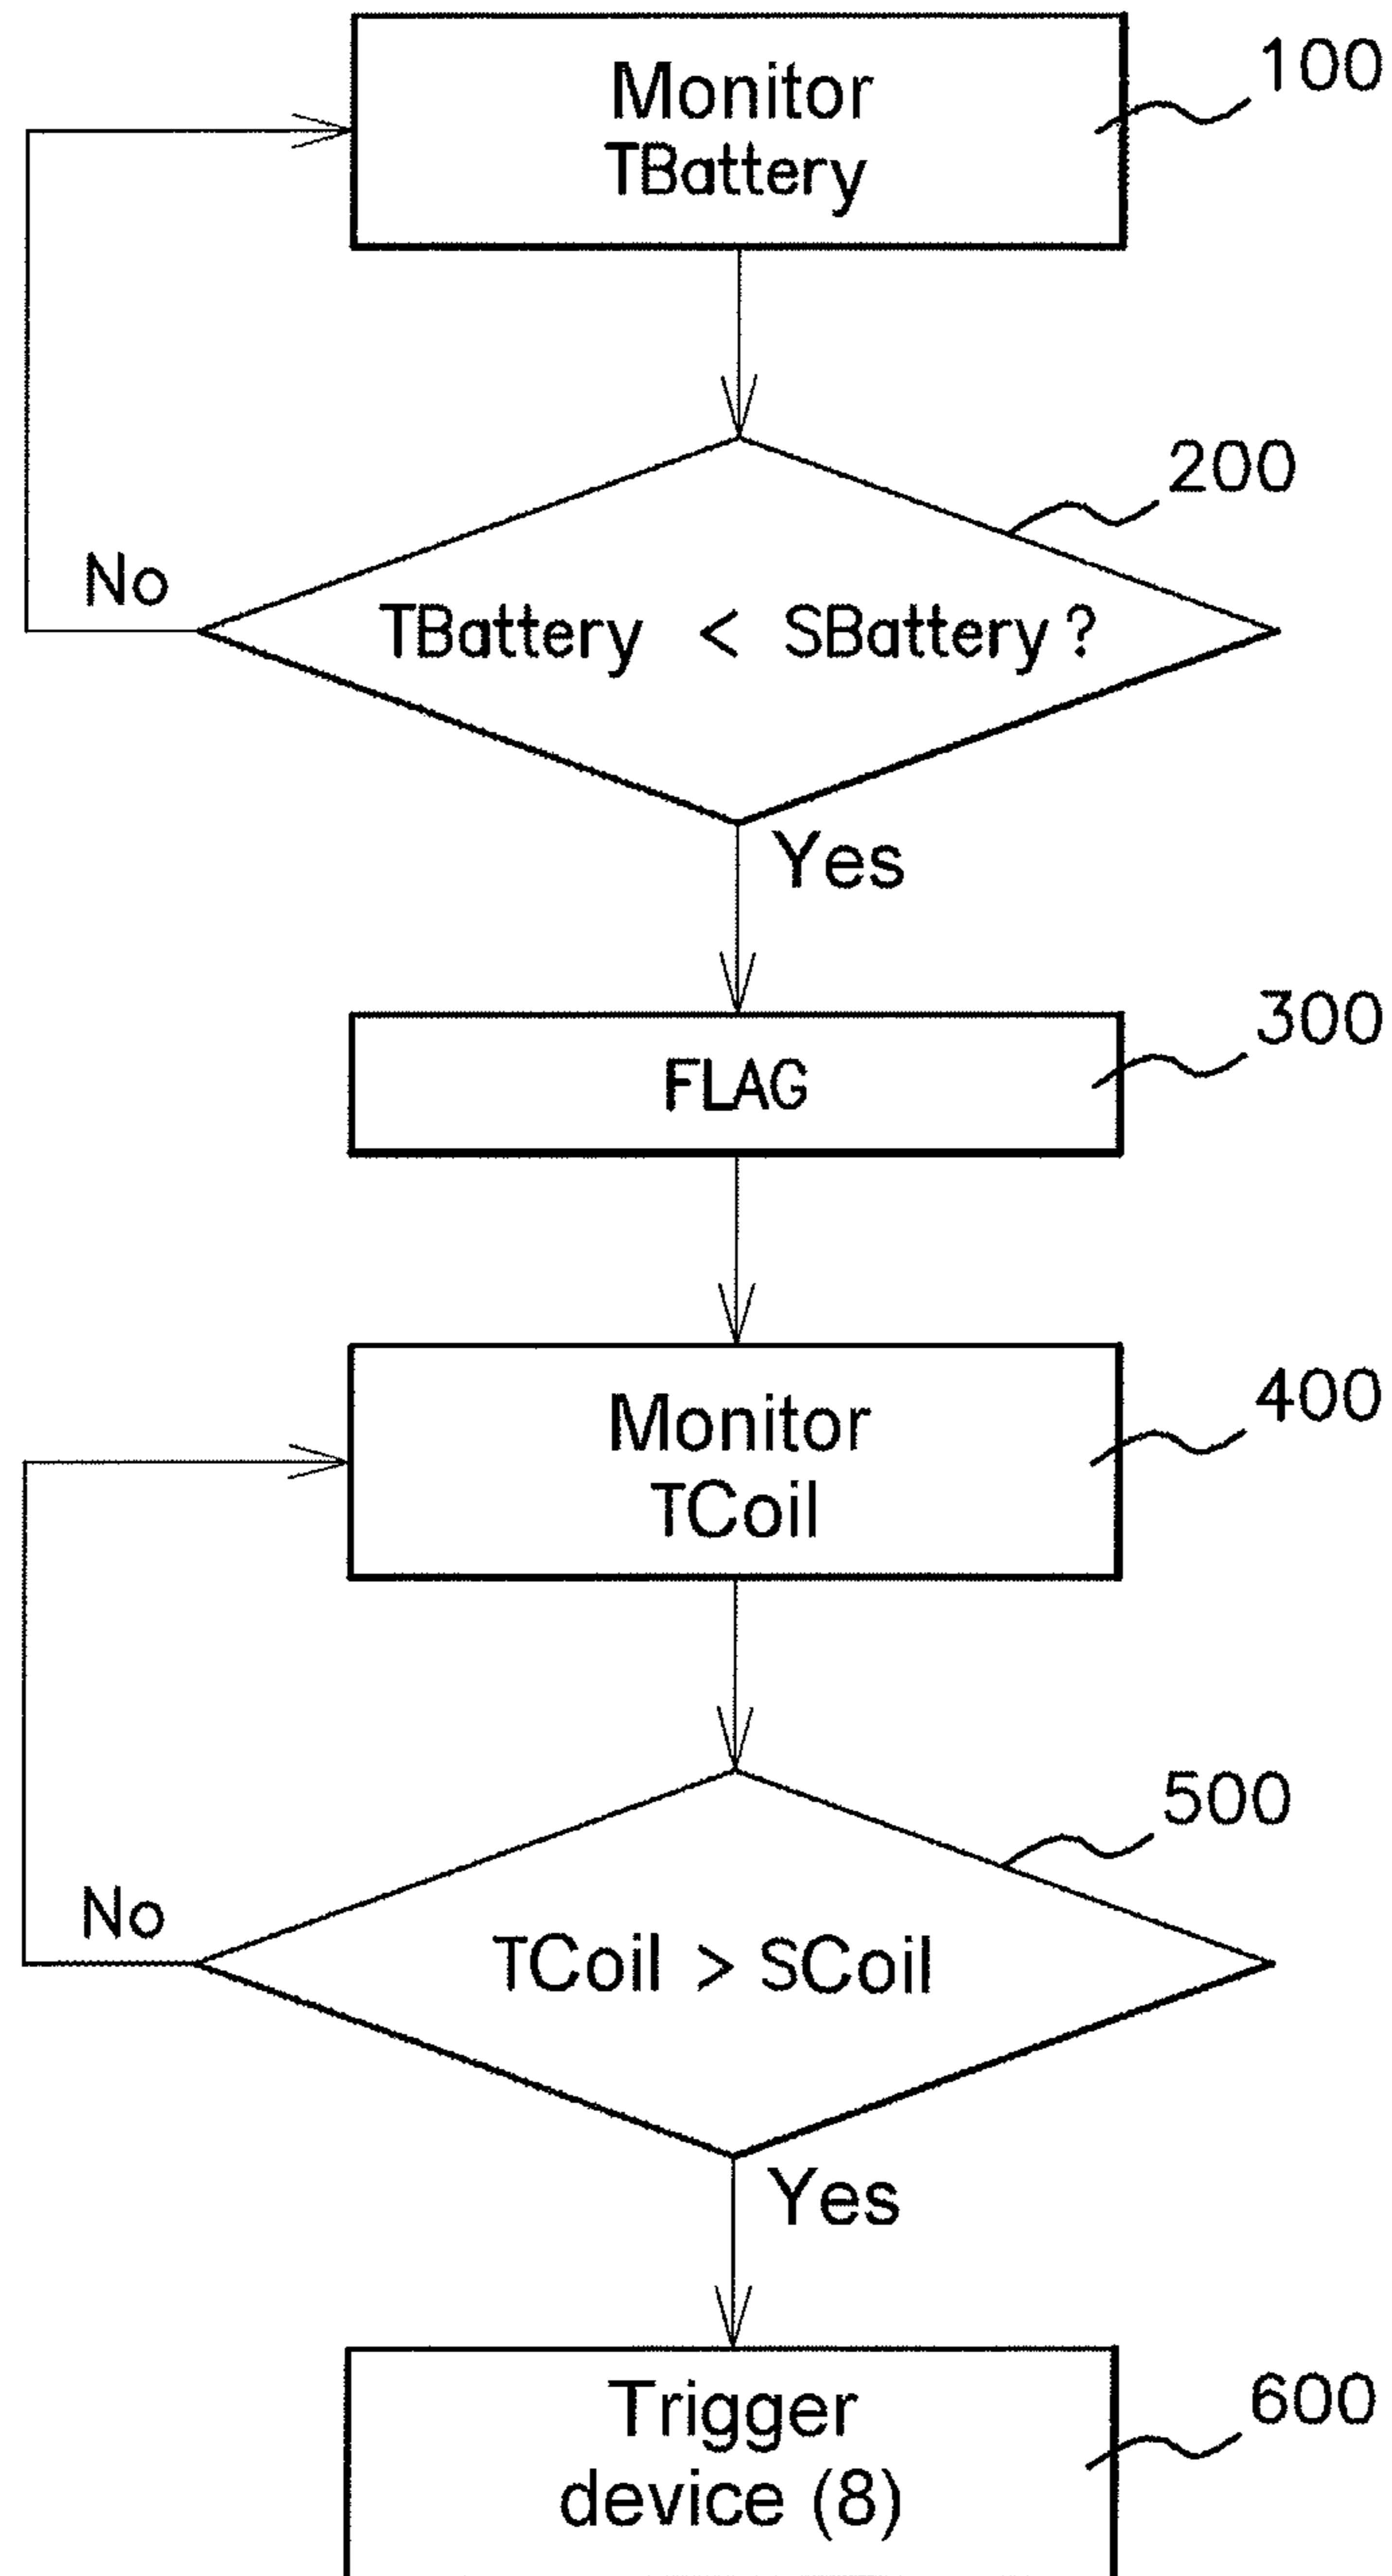 Monitor
TBattery
100
200
TBattery < SBattery?
No
Yes
FLAG
300
Monitor
TCoil
400
500
TCoil > SCoil
No
Yes
Trigger
device (8)
600